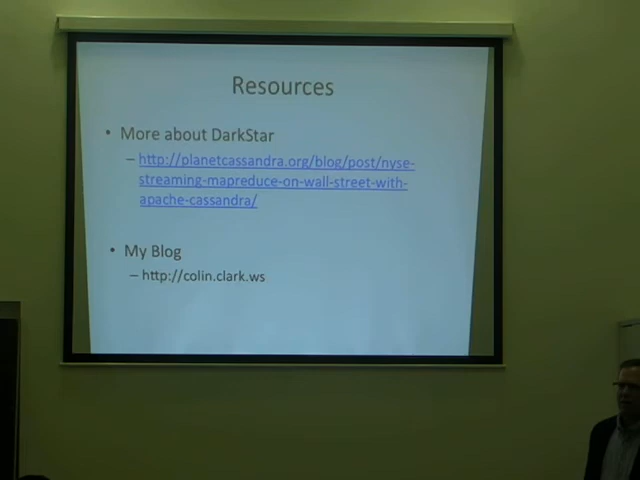 Resources
• More about DarkStar
– http://planetcassandra.org/blog/post/nyse-
streaming-mapreduce-on-wall-street-with-
apache-cassandra/
• My Blog
– http://colin.clark.ws